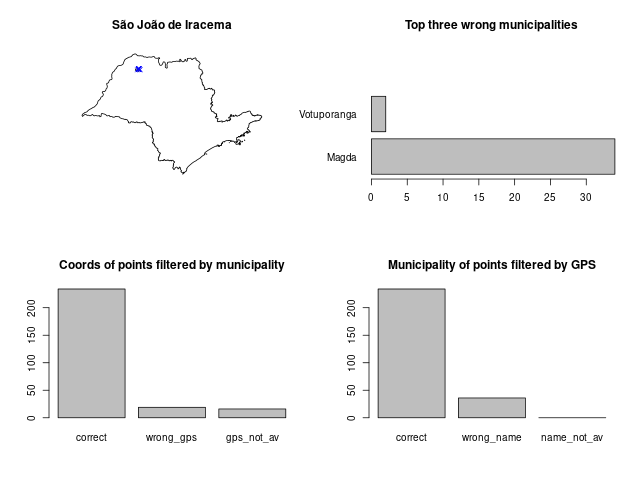 São João de Iracema
Top three wrong municipalities
Votuporanga
Magda
0 5 10 15 20 25 30
Coords of points filtered by municipality
0 50 100 150 200
correct wrong_gps gps_not_av
Municipality of points filtered by GPS
0 50 100 150 200
correct wrong_name name_not_av